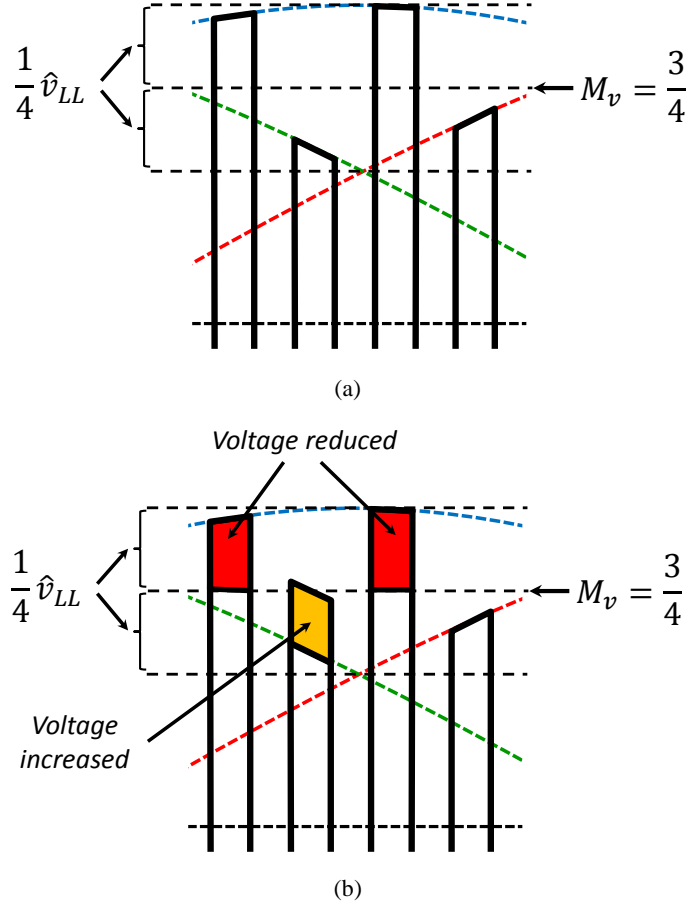 1/4 v̂_LL
M_v = 3/4
(a)
Voltage reduced
1/4 v̂_LL
M_v = 3/4
Voltage
increased
(b)